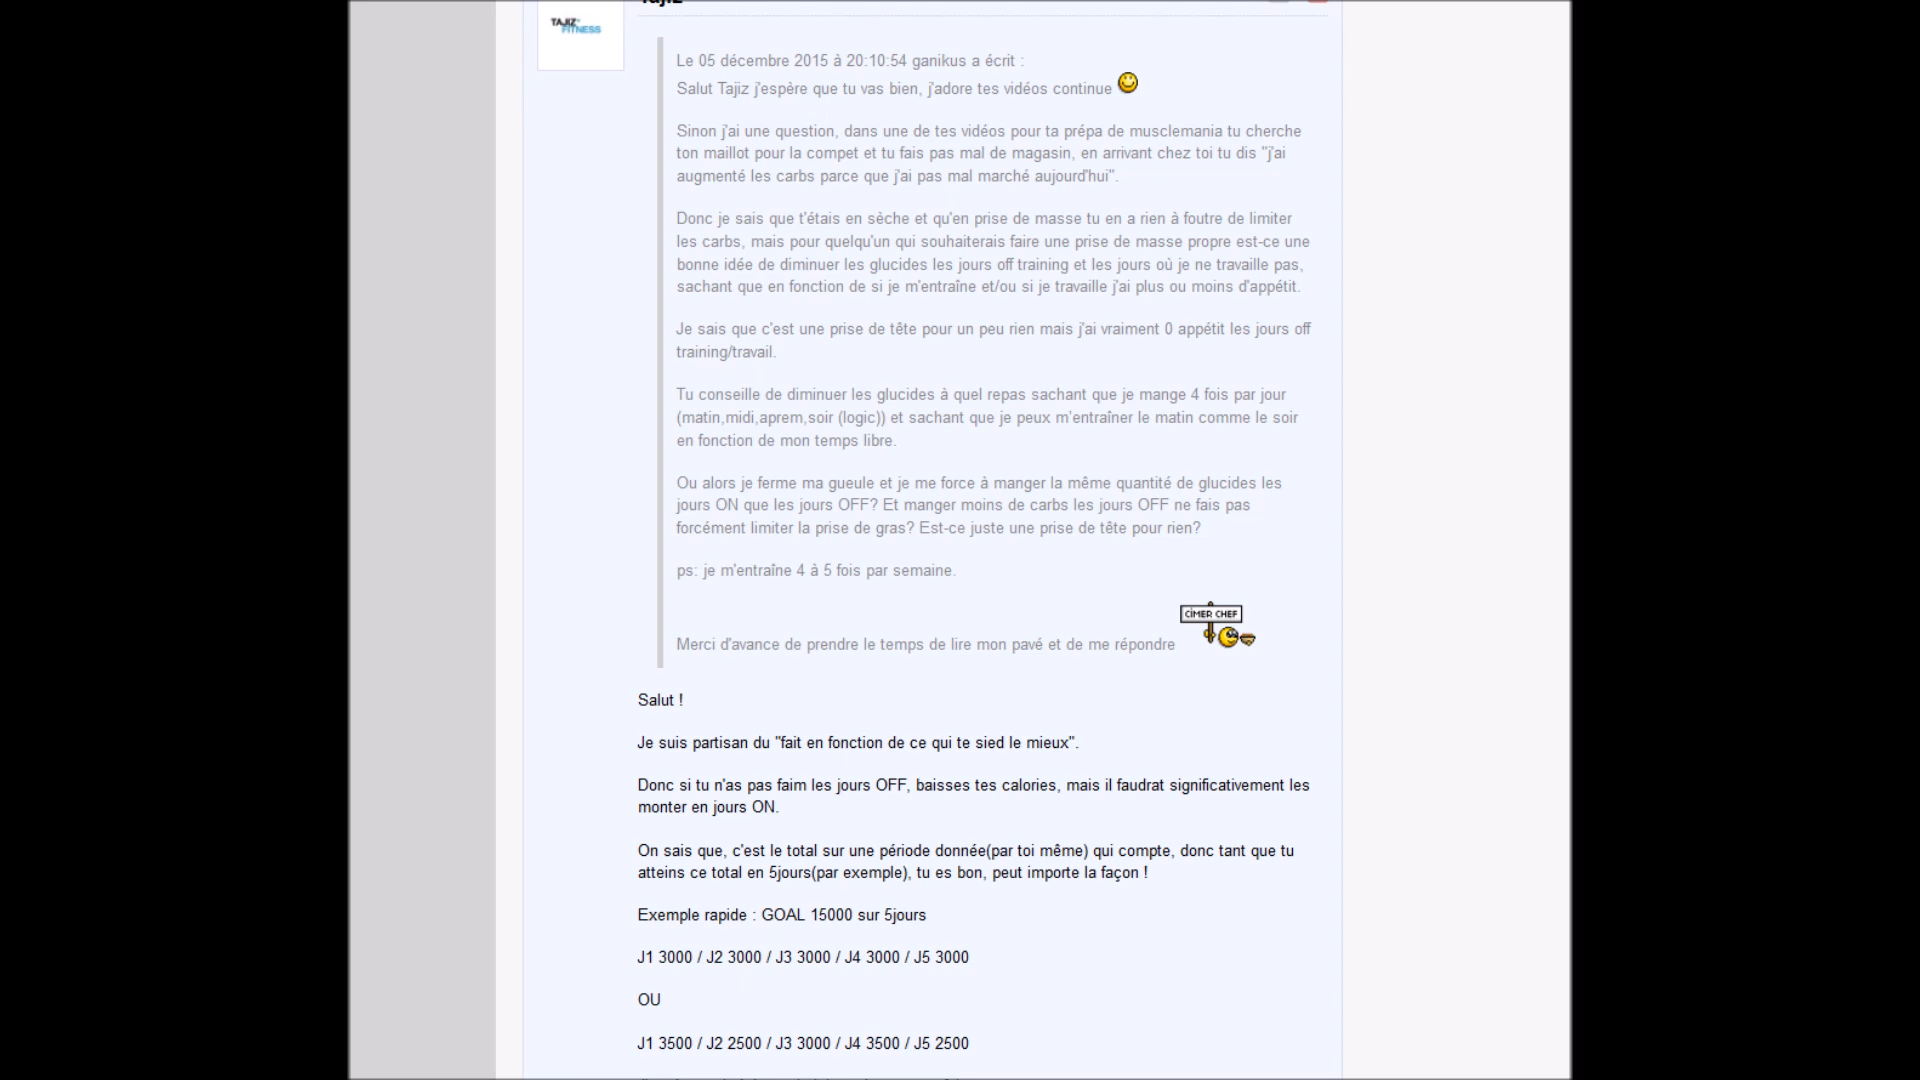 Tajiz
TAJIZ
FITNESS
Le 05 décembre 2015 à 20:10:54 ganikus a écrit :
Salut Tajiz j'espère que tu vas bien, j'adore tes vidéos continue
Sinon j'ai une question, dans une de tes vidéos pour ta prépa de musclemania tu cherche
ton maillot pour la compet et tu fais pas mal de magasin, en arrivant chez toi tu dis "j'ai
augmenté les carbs parce que j'ai pas mal marché aujourd'hui".
Donc je sais que t'étais en sèche et qu'en prise de masse tu en a rien à foutre de limiter
les carbs, mais pour quelqu'un qui souhaiterais faire une prise de masse propre est-ce une
bonne idée de diminuer les glucides les jours off training et les jours où je ne travaille pas,
sachant que en fonction de si je m'entraîne et/ou si je travaille j'ai plus ou moins d'appétit.
Je sais que c'est une prise de tête pour un peu rien mais j'ai vraiment 0 appétit les jours off
training/travail.
Tu conseille de diminuer les glucides à quel repas sachant que je mange 4 fois par jour
(matin,midi,aprem,soir (logic)) et sachant que je peux m'entraîner le matin comme le soir
en fonction de mon temps libre.
Ou alors je ferme ma gueule et je me force à manger la même quantité de glucides les
jours ON que les jours OFF? Et manger moins de carbs les jours OFF ne fais pas
forcément limiter la prise de gras? Est-ce juste une prise de tête pour rien?
ps: je m'entraîne 4 à 5 fois par semaine.
CIMER CHEF
Merci d'avance de prendre le temps de lire mon pavé et de me répondre
Salut !
Je suis partisan du "fait en fonction de ce qui te sied le mieux".
Donc si tu n'as pas faim les jours OFF, baisses tes calories, mais il faudrat significativement les
monter en jours ON.
On sais que, c'est le total sur une période donnée(par toi même) qui compte, donc tant que tu
atteins ce total en 5jours(par exemple), tu es bon, peut importe la façon !
Exemple rapide : GOAL 15000 sur 5jours
J1 3000 / J2 3000 / J3 3000 / J4 3000 / J5 3000
OU
J1 3500 / J2 2500 / J3 3000 / J4 3500 / J5 2500